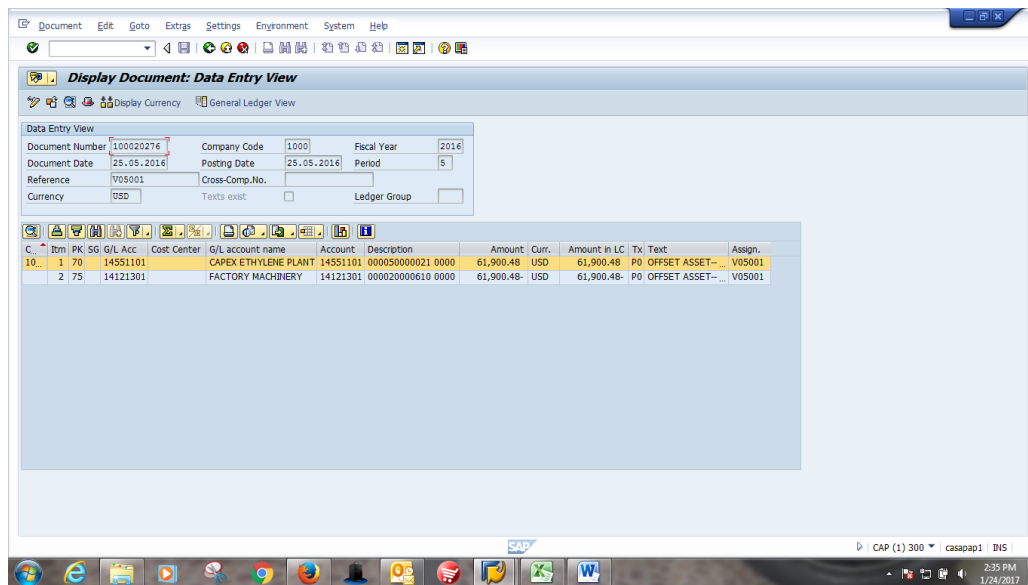 Document Edit Goto Extras Settings Environment System Help
Display Document: Data Entry View
Display Currency General Ledger View
Data Entry View
Document Number 100020276 Company Code 1000 Fiscal Year 2016
Document Date 25.05.2016 Posting Date 25.05.2016 Period 5
Reference V05001 Cross-Comp.No.
Currency USD Texts exist Ledger Group
C... Itm PK SG G/L Acc Cost Center G/L account name Account Description Amount Curr. Amount in LC Tx Text Assign.
10... 1 70 14551101 CAPEX ETHYLENE PLANT 14551101 000050000021 0000 61,900.48 USD 61,900.48 P0 OFFSET ASSET-- ... V05001
2 75 14121301 FACTORY MACHINERY 14121301 000020000610 0000 61,900.48- USD 61,900.48- P0 OFFSET ASSET-- ... V05001
SAP
CAP (1) 300 casapap1 INS
2:35 PM